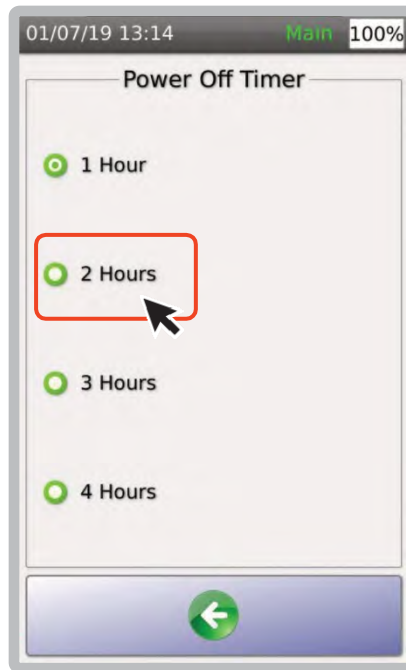 01/07/19 13:14 Main 100%
Power Off Timer
1 Hour
2 Hours
3 Hours
4 Hours